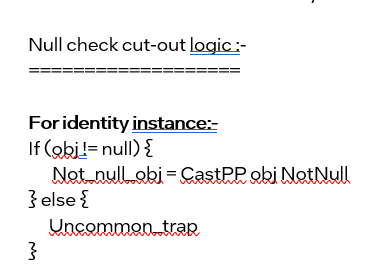 Null check cut-out logic :-
===================
For identity instance:-
If (obj != null) {
Not_null_obj = CastPP obj NotNull
} else {
Uncommon_trap
}